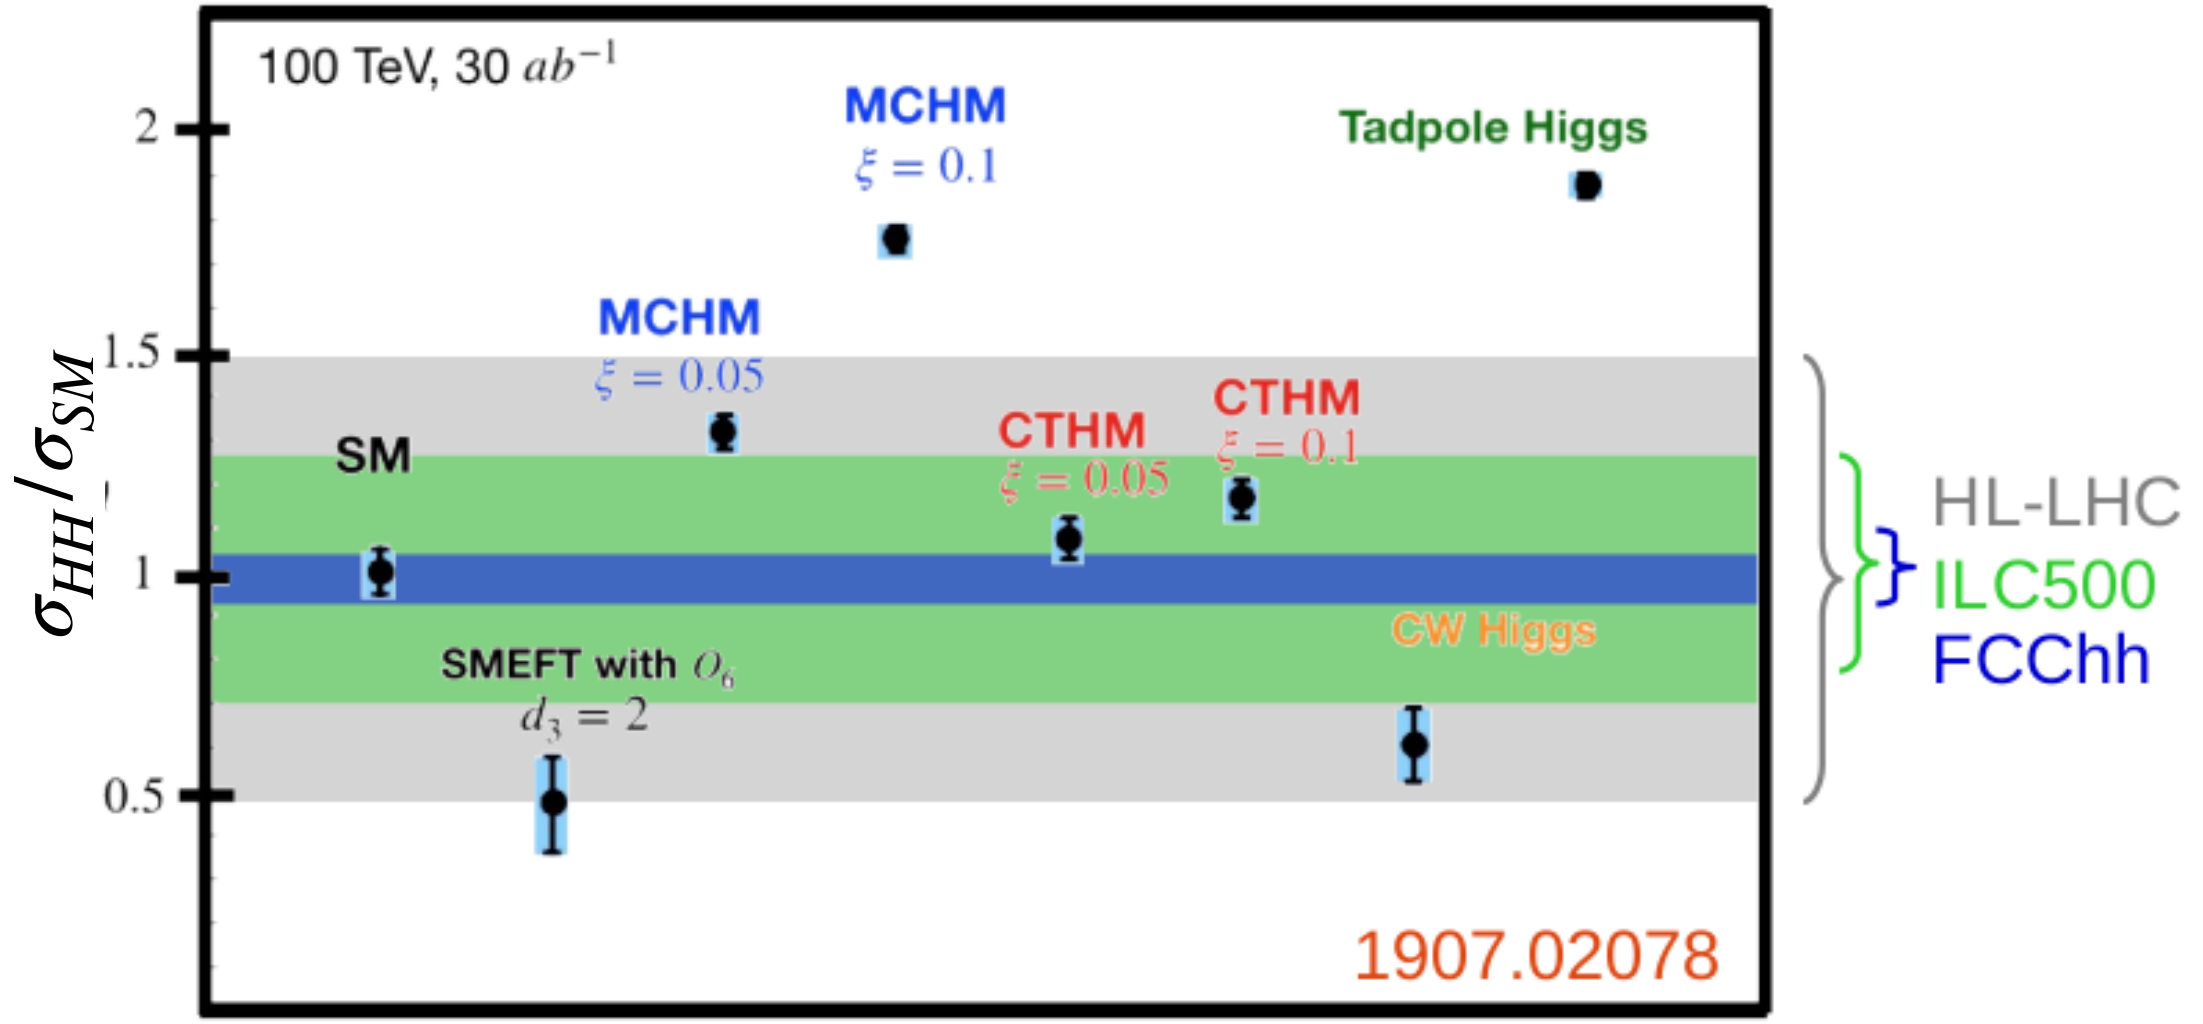 100 TeV, 30 ab⁻¹
2
1.5
1
0.5
σ_HH/σ_SM
MCHM
ξ = 0.1
Tadpole Higgs
MCHM
ξ = 0.05
CTHM
ξ = 0.1
CTHM
ξ = 0.05
SM
CW Higgs
SMEFT with O₆
d₃ = 2
HL-LHC
ILC500
FCChh
1907.02078